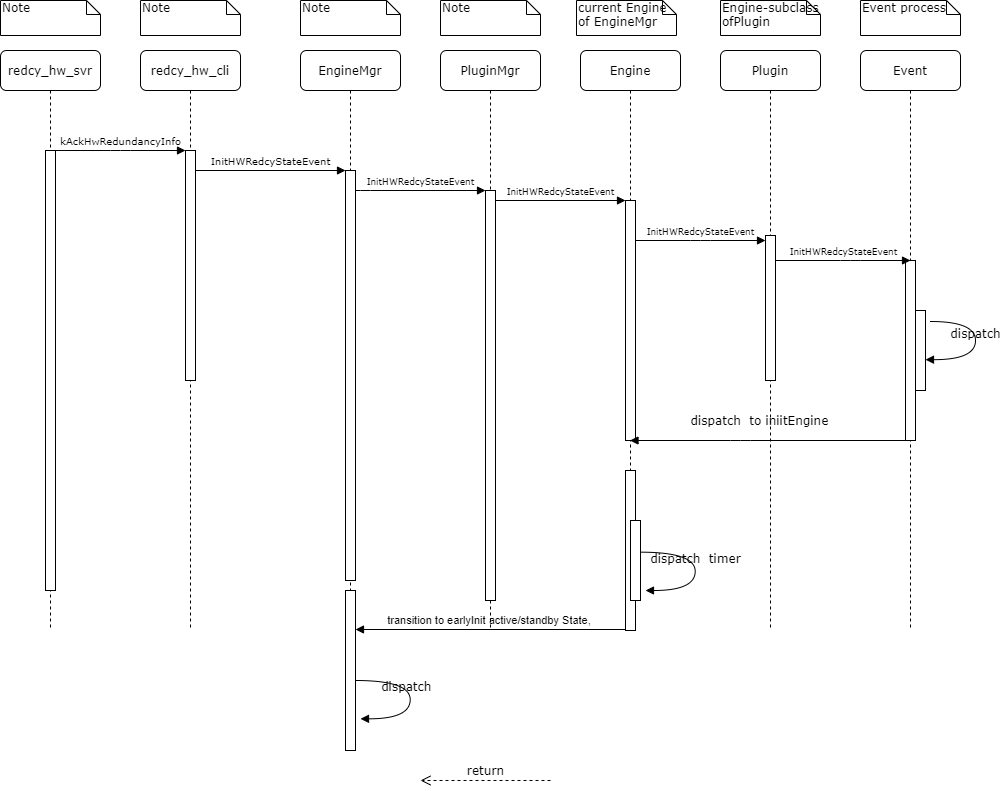 Note
Note
Note
Note
current Engine
of EngineMgr
Engine-subclass
ofPlugin
Event process
redcy_hw_svr
redcy_hw_cli
EngineMgr
PluginMgr
Engine
Plugin
Event
kAckHwRedundancyInfo
InitHWRedcyStateEvent
InitHWRedcyStateEvent
InitHWRedcyStateEvent
InitHWRedcyStateEvent
InitHWRedcyStateEvent
dispatch
dispatch to iniitEngine
dispatch timer
transition to earlyInit active/standby State,
dispatch
return